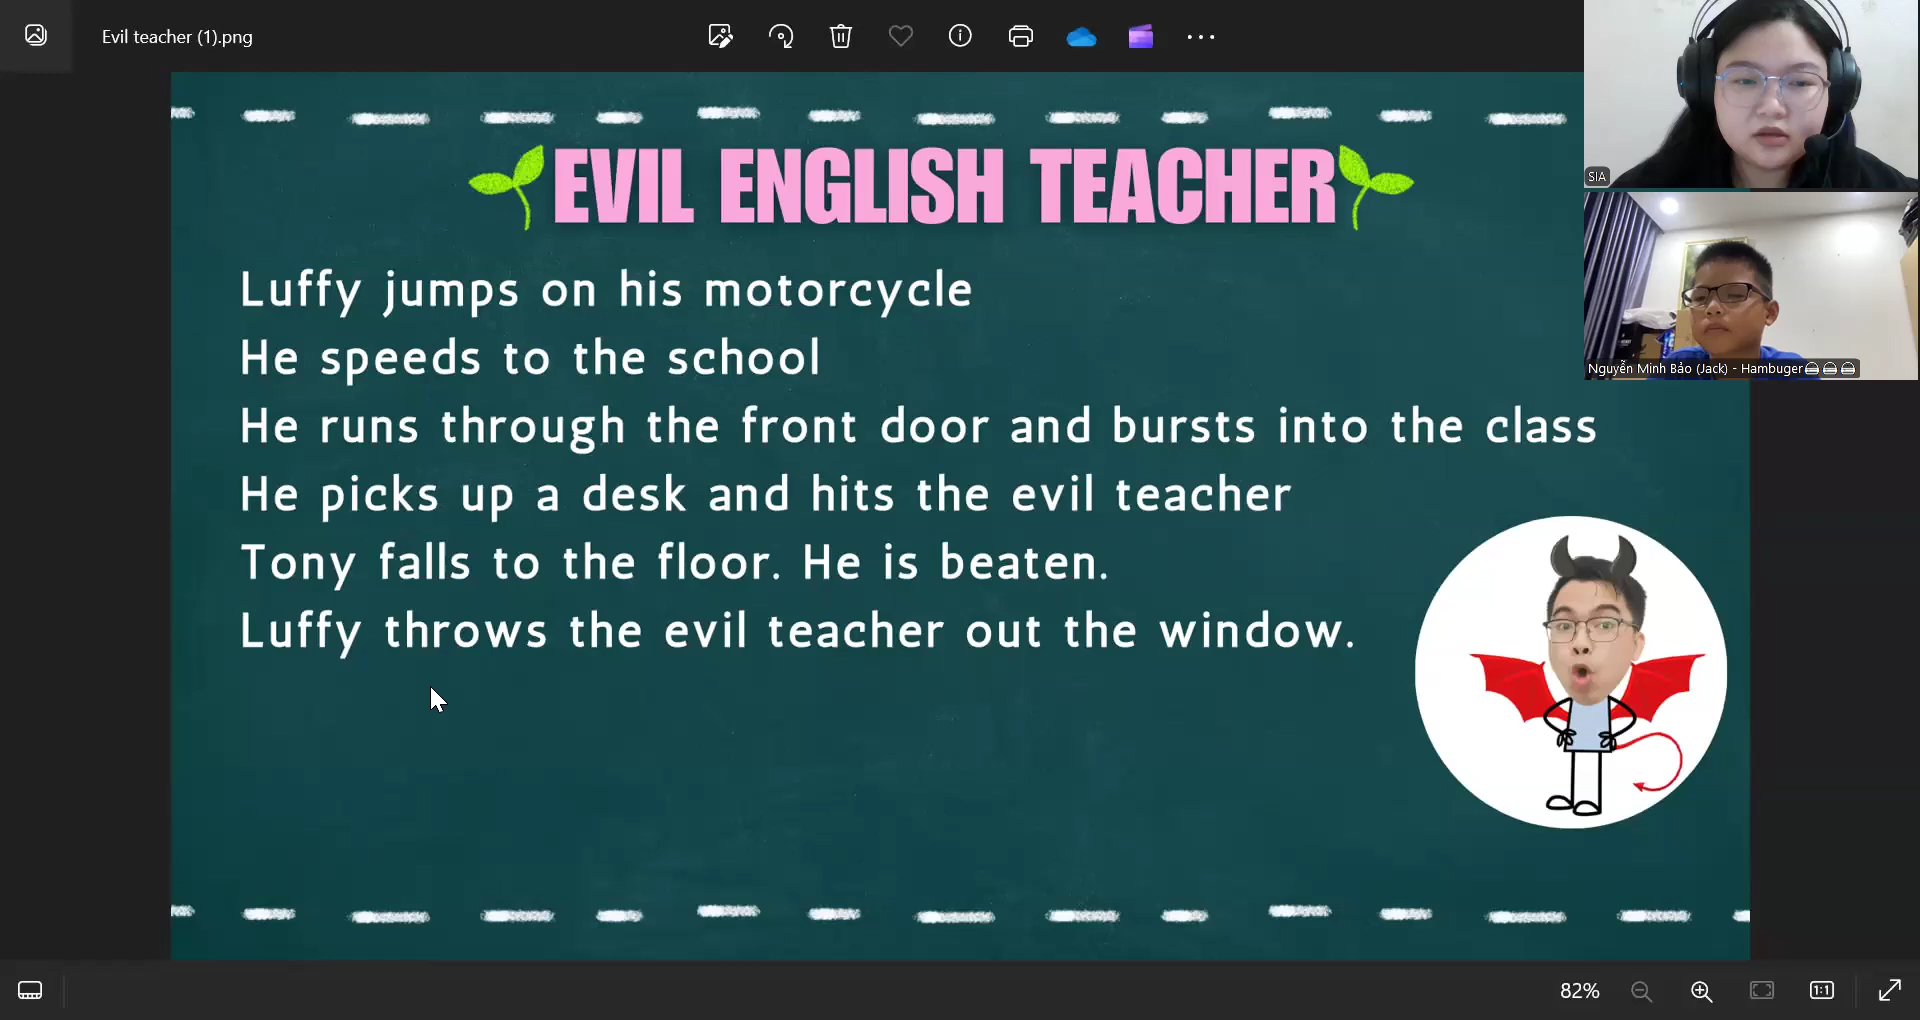 Evil teacher (1).png
SIA
EVIL ENGLISH TEACHER
Luffy jumps on his motorcycle
He speeds to the school
He runs through the front door and bursts into the class
He picks up a desk and hits the evil teacher
Tony falls to the floor. He is beaten.
Luffy throws the evil teacher out the window.
Nguyễn Minh Bảo (Jack) - Hambuger
82%
1:1